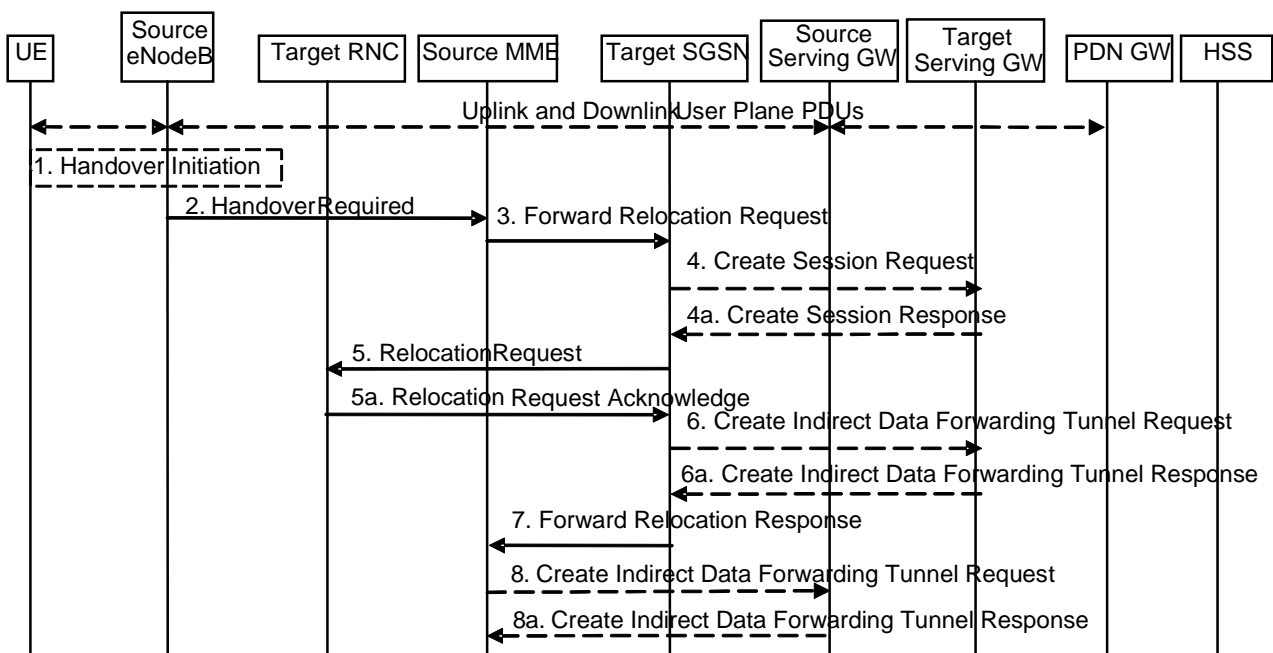 UE
Source
eNodeB
Target RNC
Source MME
Target SGSN
Source
Serving GW
Target
Serving GW
PDN GW
HSS
Uplink and Downlink User Plane PDUs
1. Handover Initiation
2. Handover Required
3. Forward Relocation Request
4. Create Session Request
4a. Create Session Response
5. Relocation Request
5a. Relocation Request Acknowledge
6. Create Indirect Data Forwarding Tunnel Request
6a. Create Indirect Data Forwarding Tunnel Response
7. Forward Relocation Response
8. Create Indirect Data Forwarding Tunnel Request
8a. Create Indirect Data Forwarding Tunnel Response